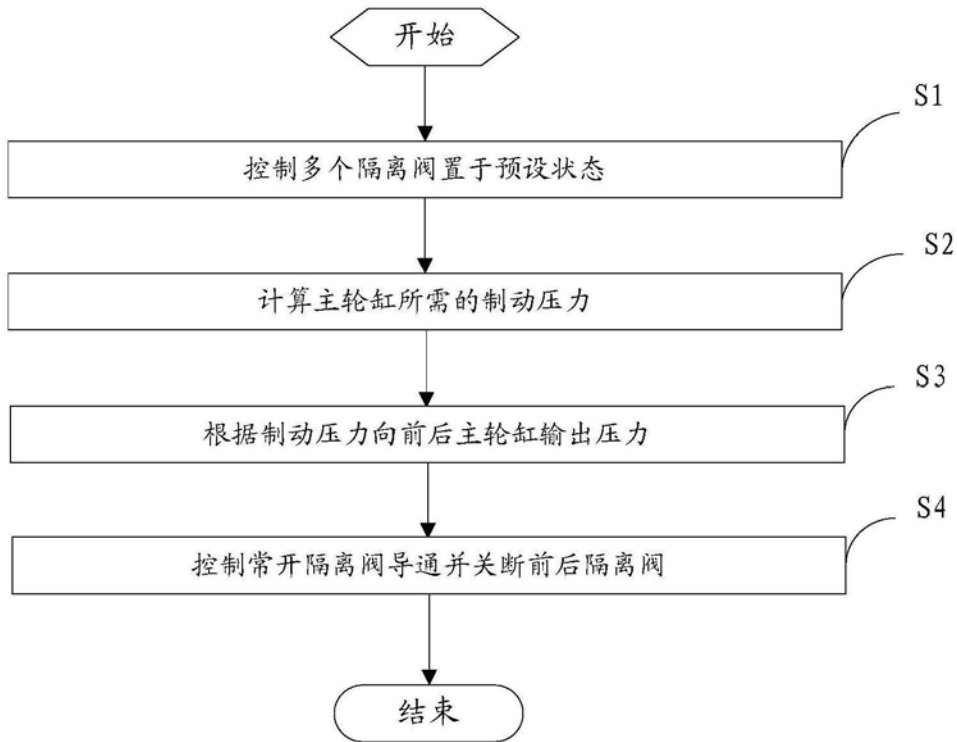 开始
S1
控制多个隔离阀置于预设状态
S2
计算主轮缸所需的制动压力
S3
根据制动压力向前后主轮缸输出压力
S4
控制常开隔离阀导通并关断前后隔离阀
结束